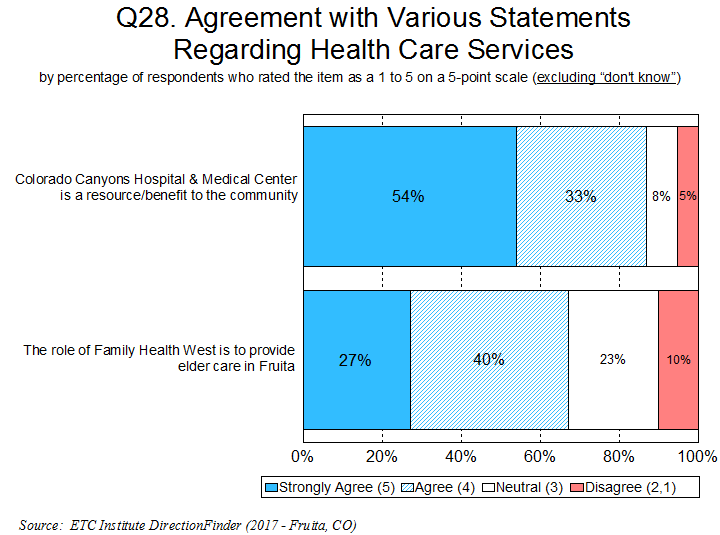 Q28. Agreement with Various Statements
Regarding Health Care Services
by percentage of respondents who rated the item as a 1 to 5 on a 5-point scale (excluding “don't know”)
Colorado Canyons Hospital & Medical Center
is a resource/benefit to the community
54%
33%
8%
5%
The role of Family Health West is to provide
elder care in Fruita
27%
40%
23%
10%
0%
20%
40%
60%
80%
100%
Strongly Agree (5)
Agree (4)
Neutral (3)
Disagree (2,1)
Source: ETC Institute DirectionFinder (2017 - Fruita, CO)